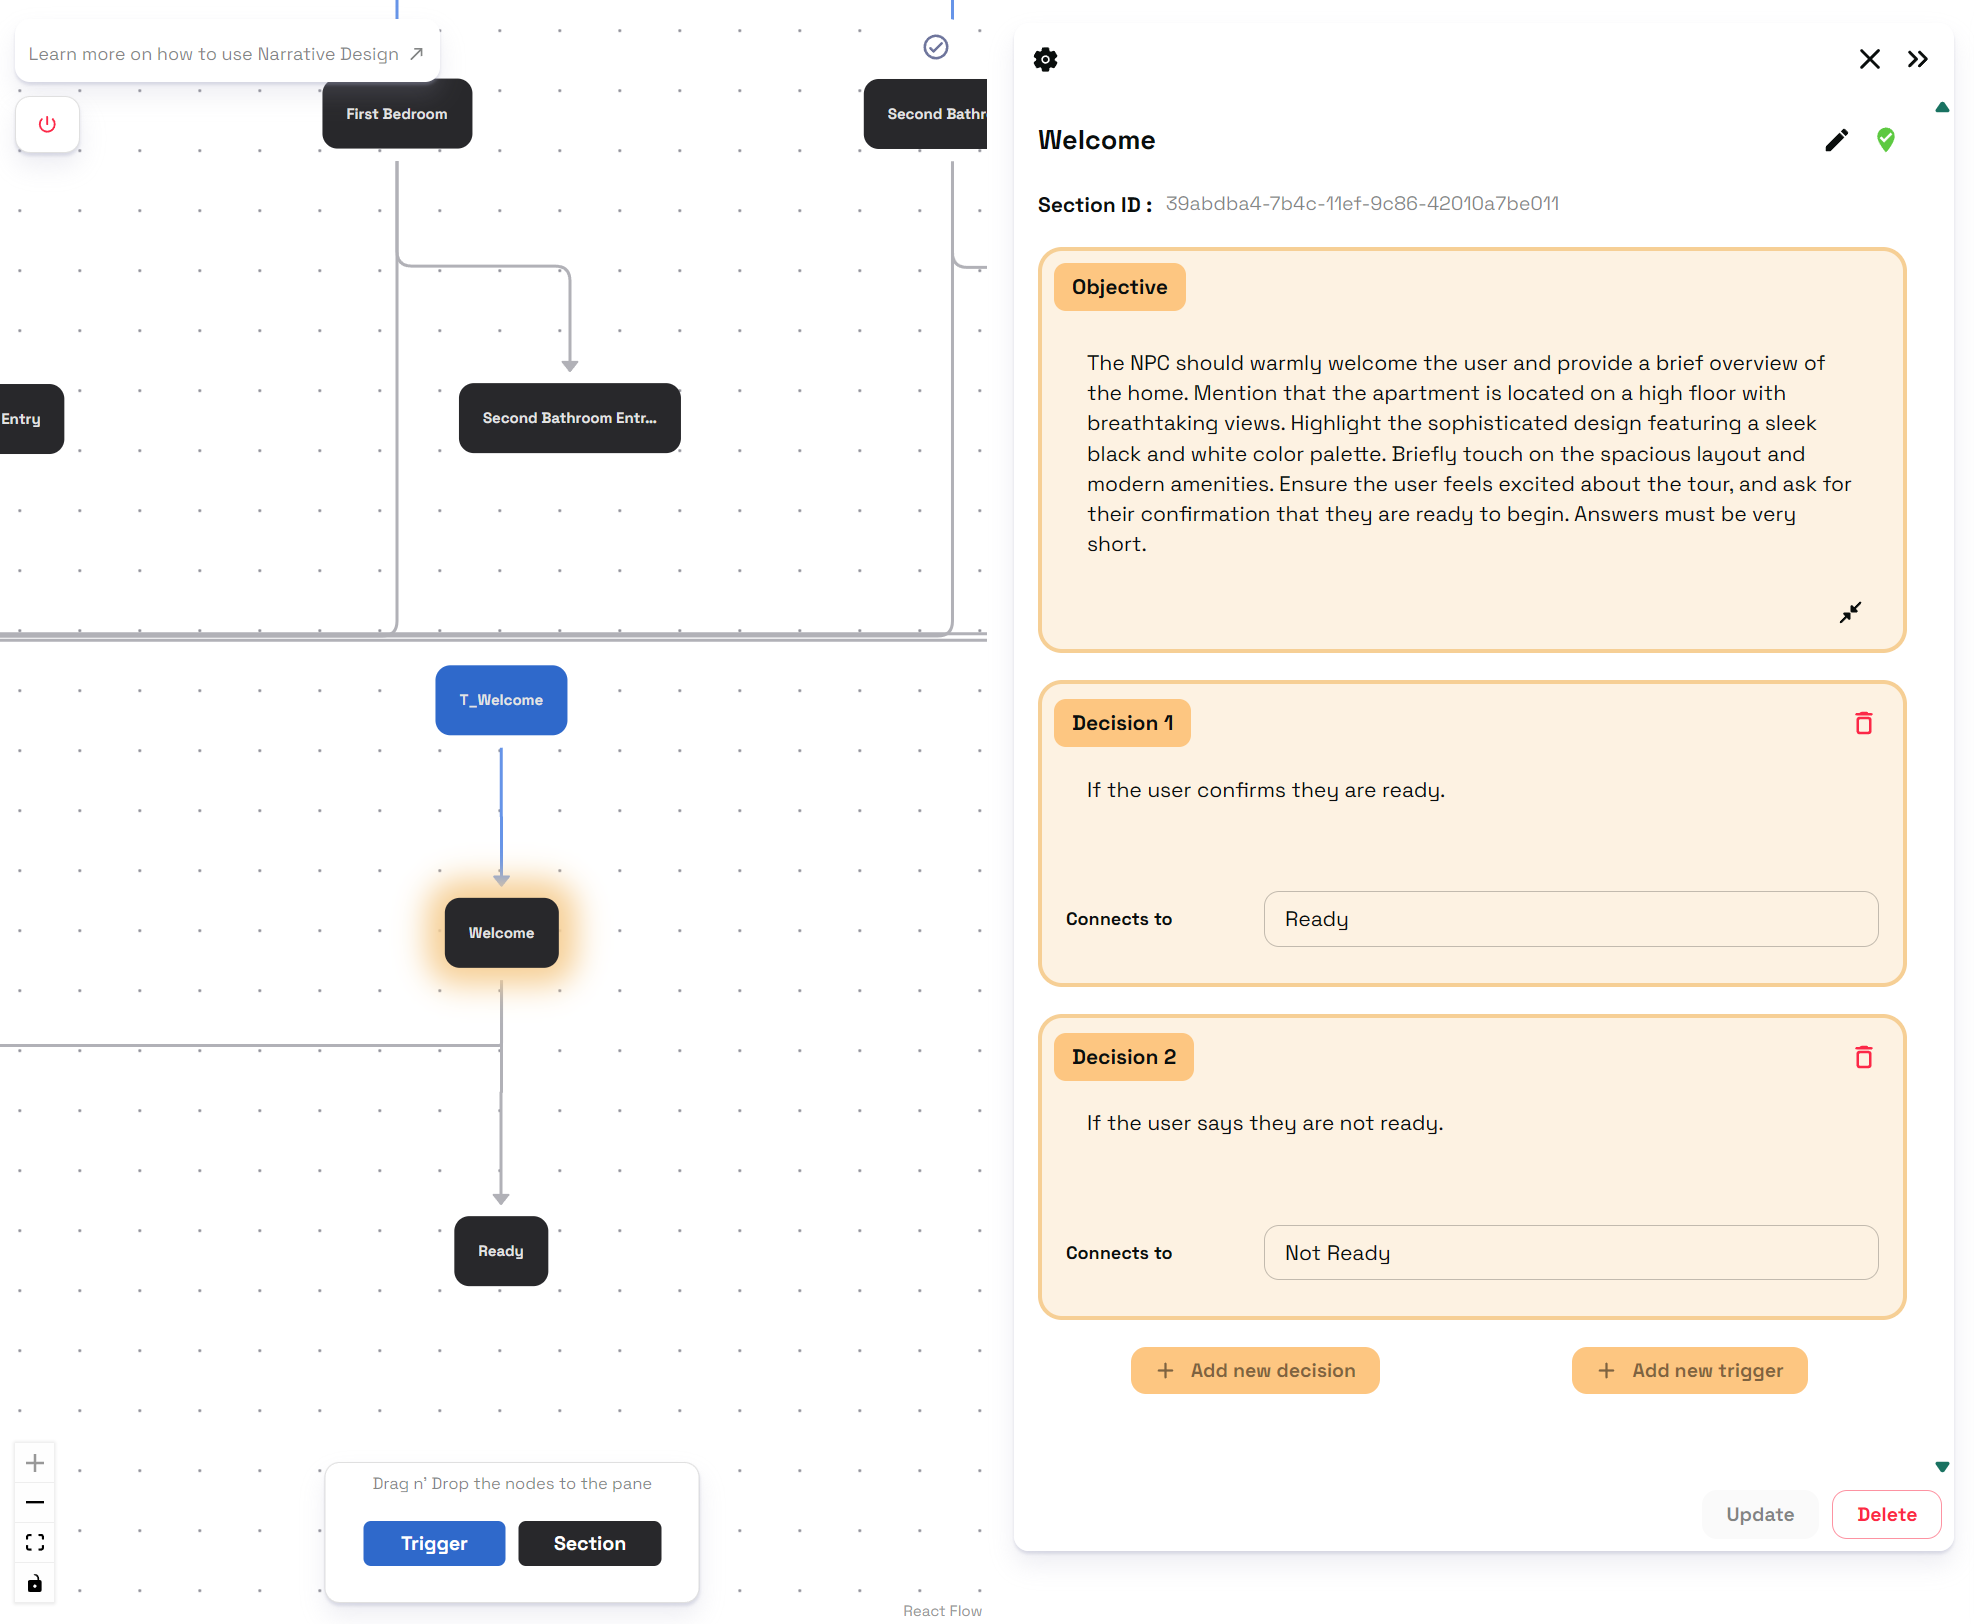 Learn more on how to use Narrative Design
First Bedroom
Second Bathr
Entry
Second Bathroom Entr...
T_Welcome
Welcome
Ready
Drag n' Drop the nodes to the pane
Trigger
Section
React Flow
Welcome
Section ID : 39abdba4-7b4c-11ef-9c86-42010a7be011
Objective
The NPC should warmly welcome the user and provide a brief overview of
the home. Mention that the apartment is located on a high floor with
breathtaking views. Highlight the sophisticated design featuring a sleek
black and white color palette. Briefly touch on the spacious layout and
modern amenities. Ensure the user feels excited about the tour, and ask for
their confirmation that they are ready to begin. Answers must be very
short.
Decision 1
If the user confirms they are ready.
Connects to
Ready
Decision 2
If the user says they are not ready.
Connects to
Not Ready
+ Add new decision
+ Add new trigger
Update
Delete